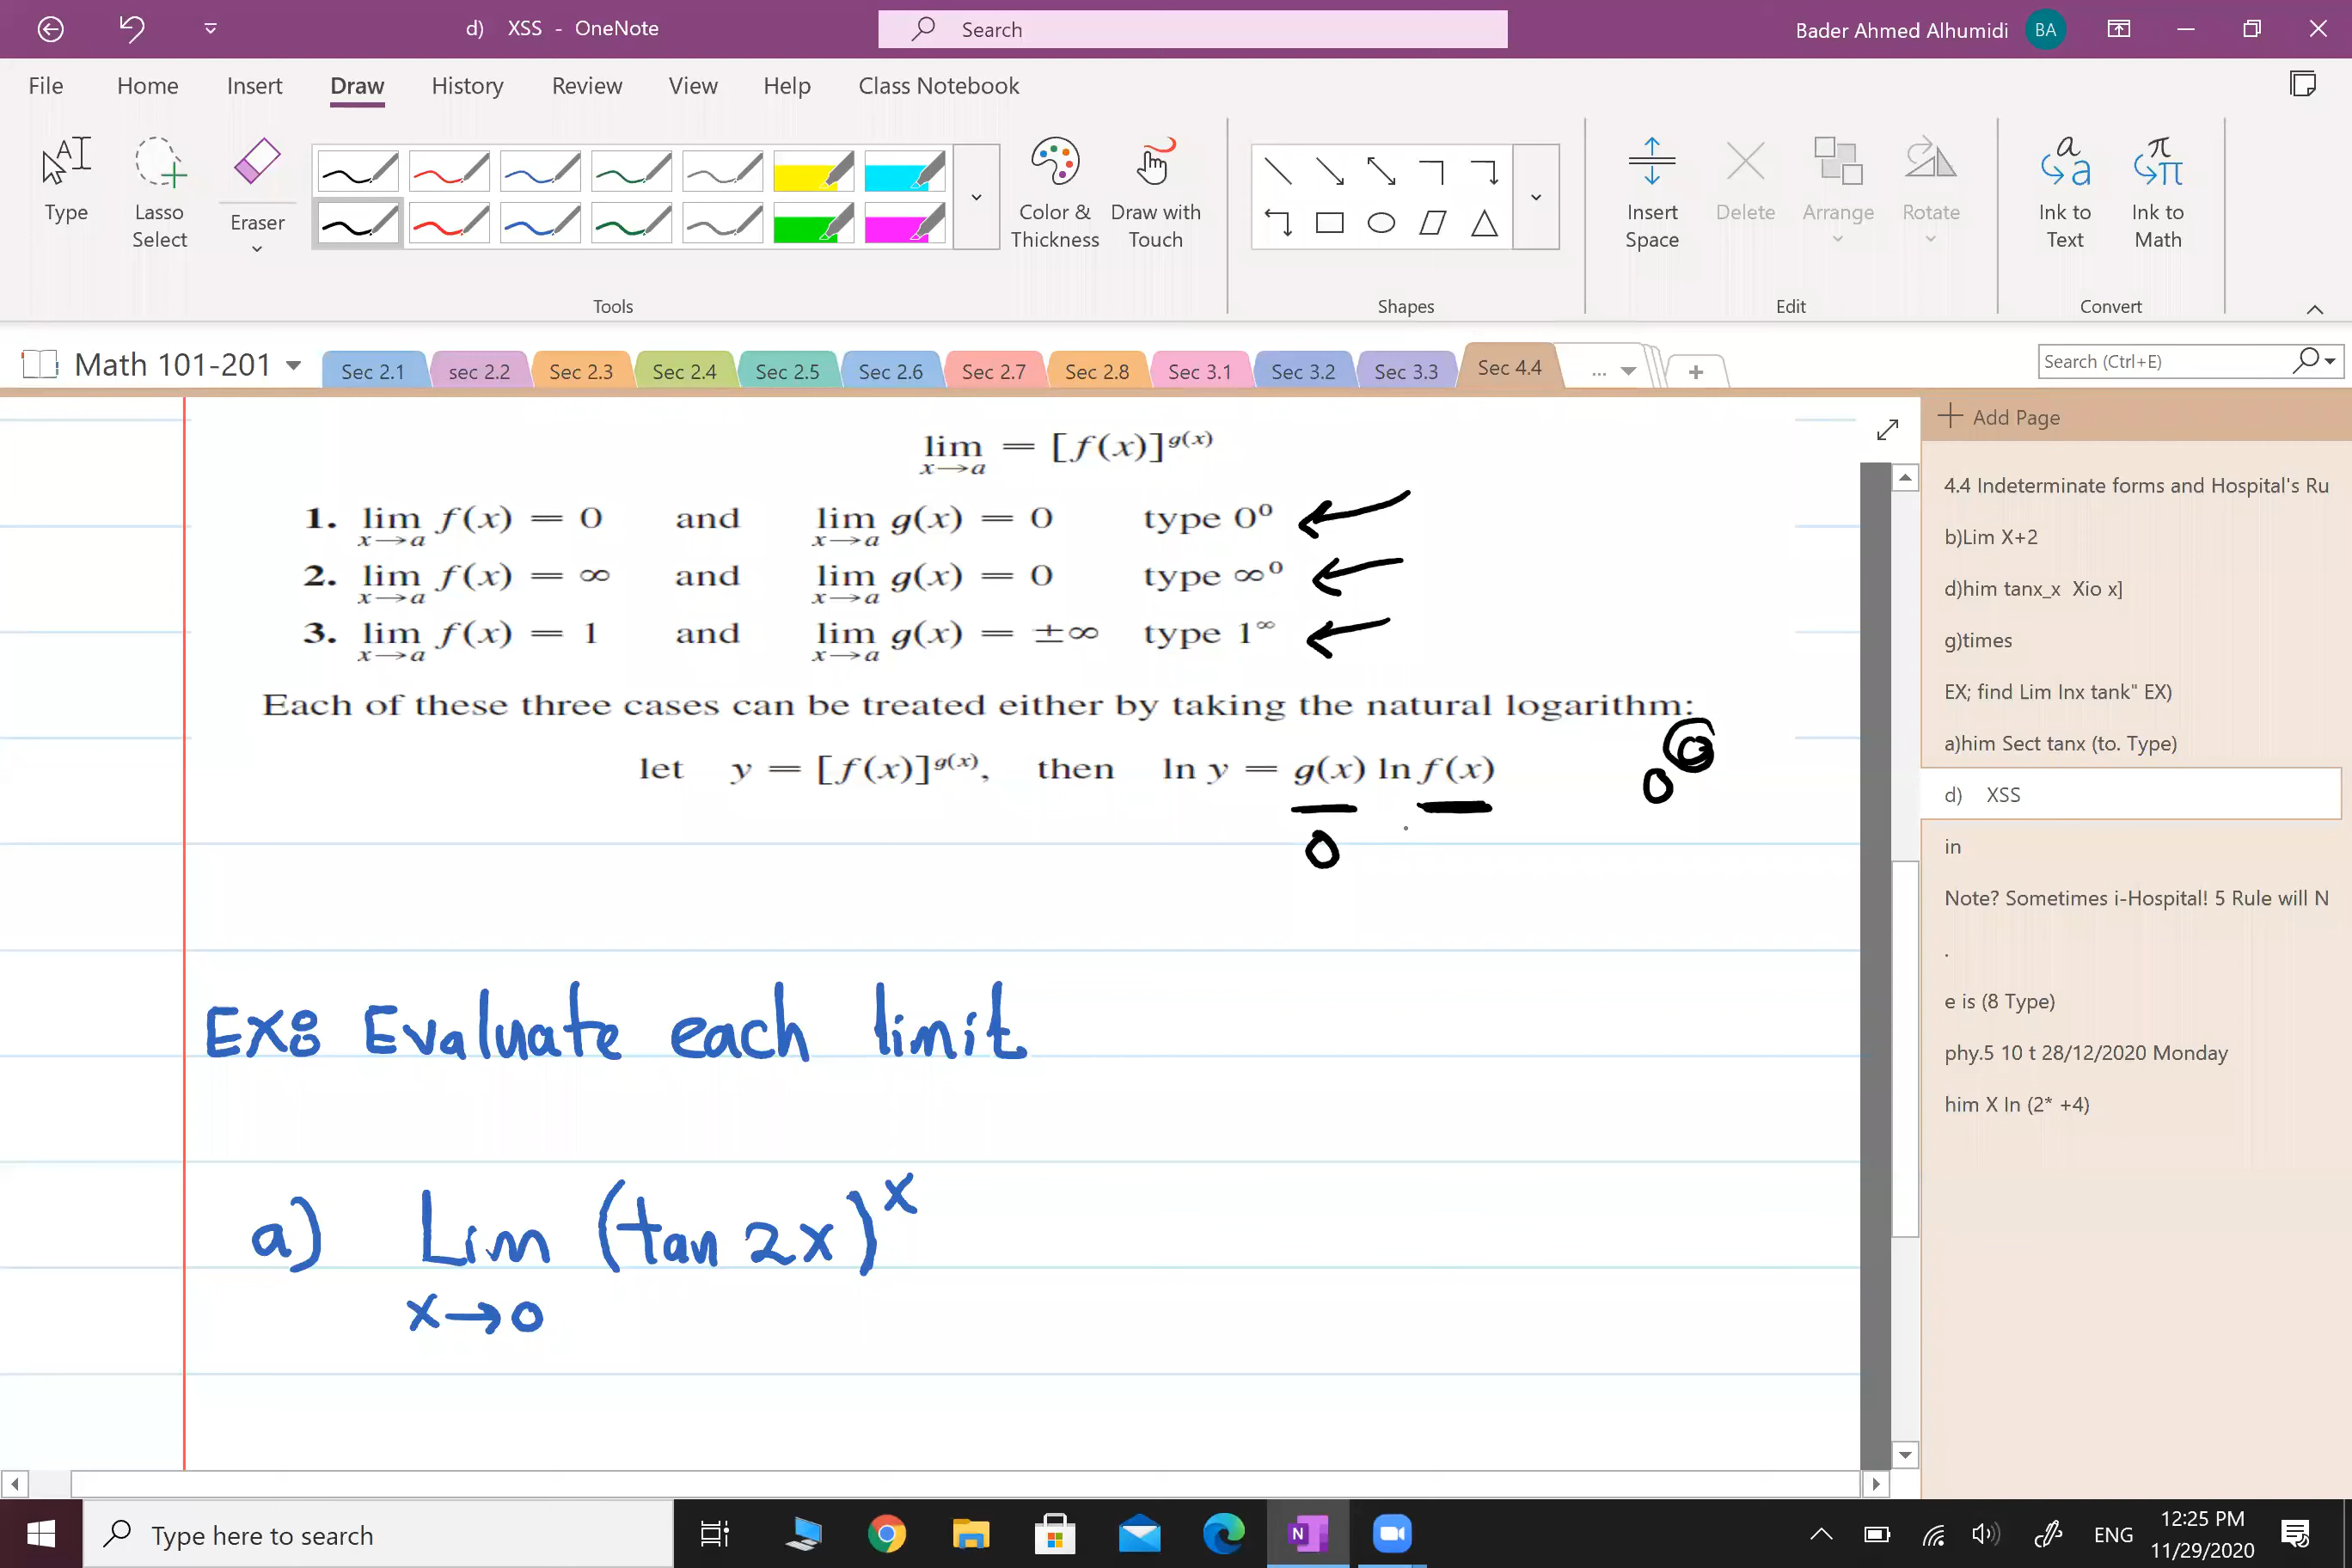 d) XSS - OneNote
Search
Bader Ahmed Alhumidi BA
File Home Insert Draw History Review View Help Class Notebook
Type
Lasso Select
Eraser
Color & Thickness
Draw with Touch
Insert Space
Delete
Arrange
Rotate
Ink to Text
Ink to Math
Tools Shapes Edit Convert
Math 101-201 Sec 2.1 sec 2.2 Sec 2.3 Sec 2.4 Sec 2.5 Sec 2.6 Sec 2.7 Sec 2.8 Sec 3.1 Sec 3.2 Sec 3.3 Sec 4.4 ... +
Search (Ctrl+E)
lim x→a = [f(x)]^g(x)
1. lim x→a f(x) = 0 and lim x→a g(x) = 0 type 0⁰
2. lim x→a f(x) = ∞ and lim x→a g(x) = 0 type ∞⁰
3. lim x→a f(x) = 1 and lim x→a g(x) = ±∞ type 1^∞
Each of these three cases can be treated either by taking the natural logarithm:
let y = [f(x)]^g(x), then ln y = g(x) ln f(x)
0
EX: Evaluate each limit
a) Lim x→0 (tan 2x)^x
Add Page
4.4 Indeterminate forms and Hospital's Ru
b)Lim X+2
d)him tanx_x Xio x]
g)times
EX; find Lim Inx tank" EX)
a)him Sect tanx (to. Type)
d) XSS
in
Note? Sometimes i-Hospital! 5 Rule will N
.
e is (8 Type)
phy.5 10 t 28/12/2020 Monday
him X ln (2* +4)
Type here to search
ENG
12:25 PM
11/29/2020